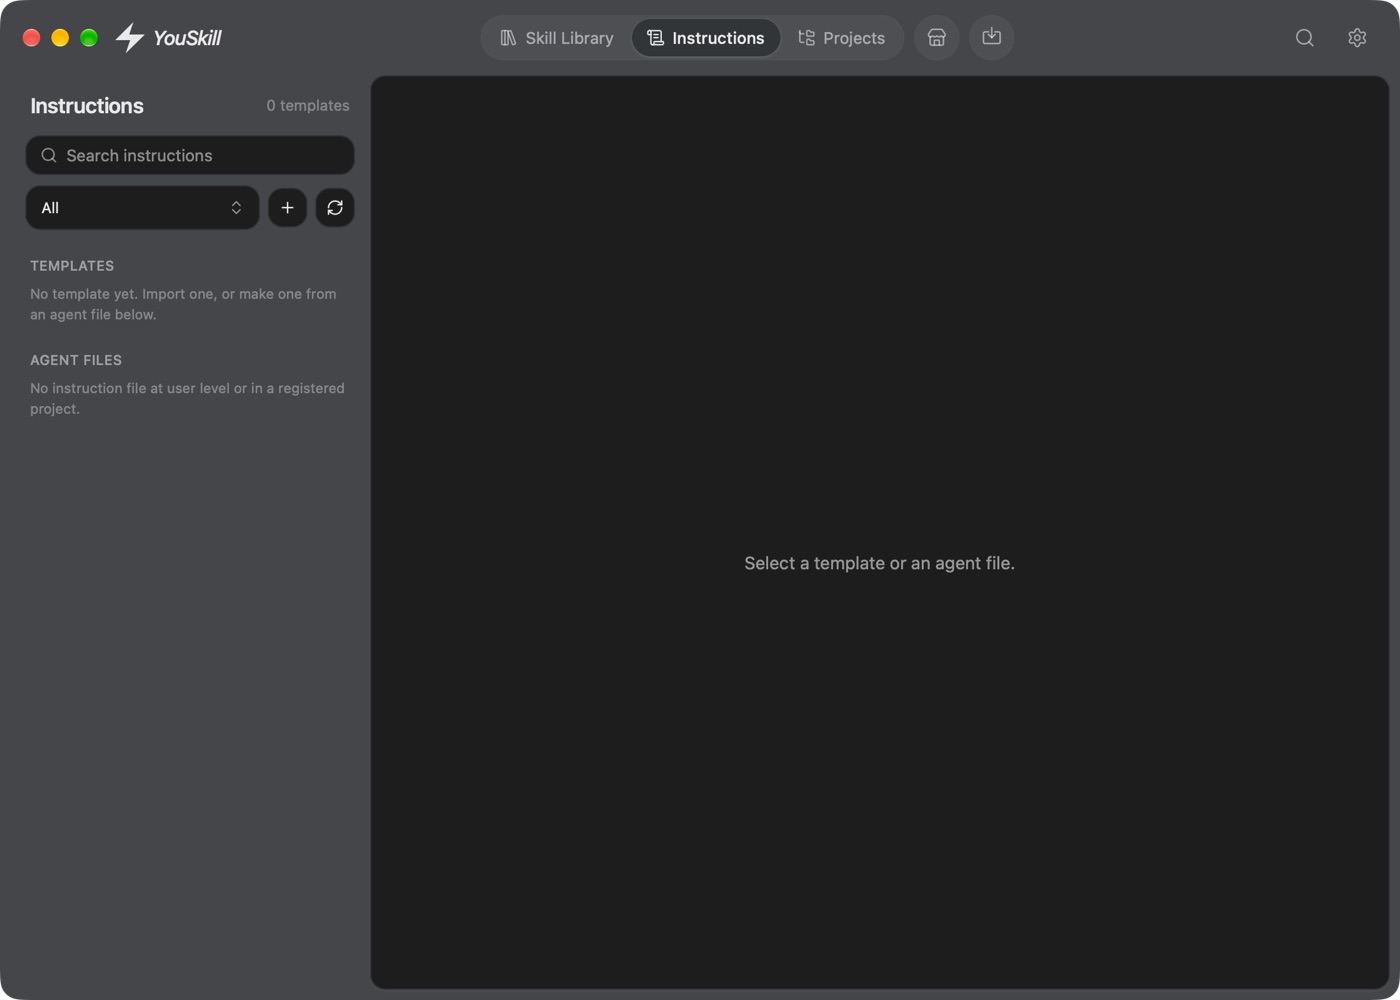 YouSkill
Skill Library
Instructions
Projects
Instructions
0 templates
Search instructions
All
TEMPLATES
No template yet. Import one, or make one from
an agent file below.
AGENT FILES
No instruction file at user level or in a registered
project.
Select a template or an agent file.